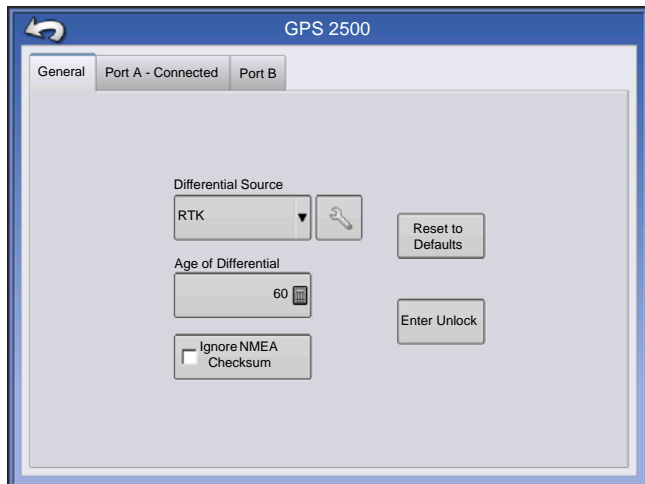 GPS 2500
General
Port A - Connected
Port B
Differential Source
RTK
Age of Differential
60
Ignore NMEA
Checksum
Reset to
Defaults
Enter Unlock